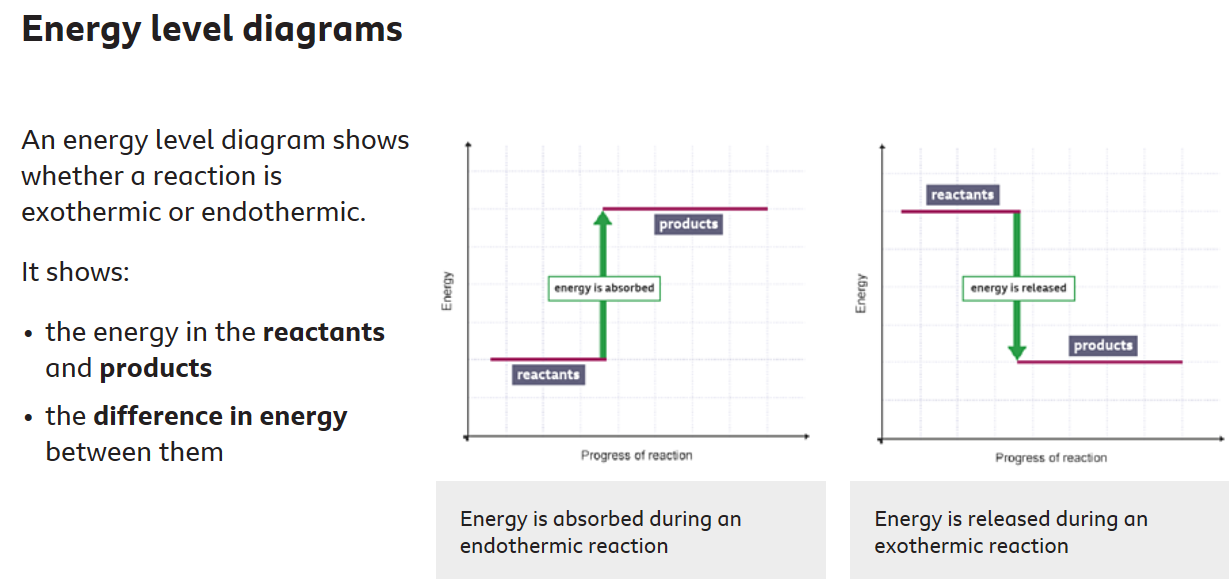 Energy level diagrams
An energy level diagram shows
whether a reaction is
exothermic or endothermic.
It shows:
• the energy in the reactants
and products
• the difference in energy
between them
Energy
products
energy is absorbed
reactants
Progress of reaction
Energy is absorbed during an
endothermic reaction
Energy
reactants
energy is released
products
Progress of reaction
Energy is released during an
exothermic reaction